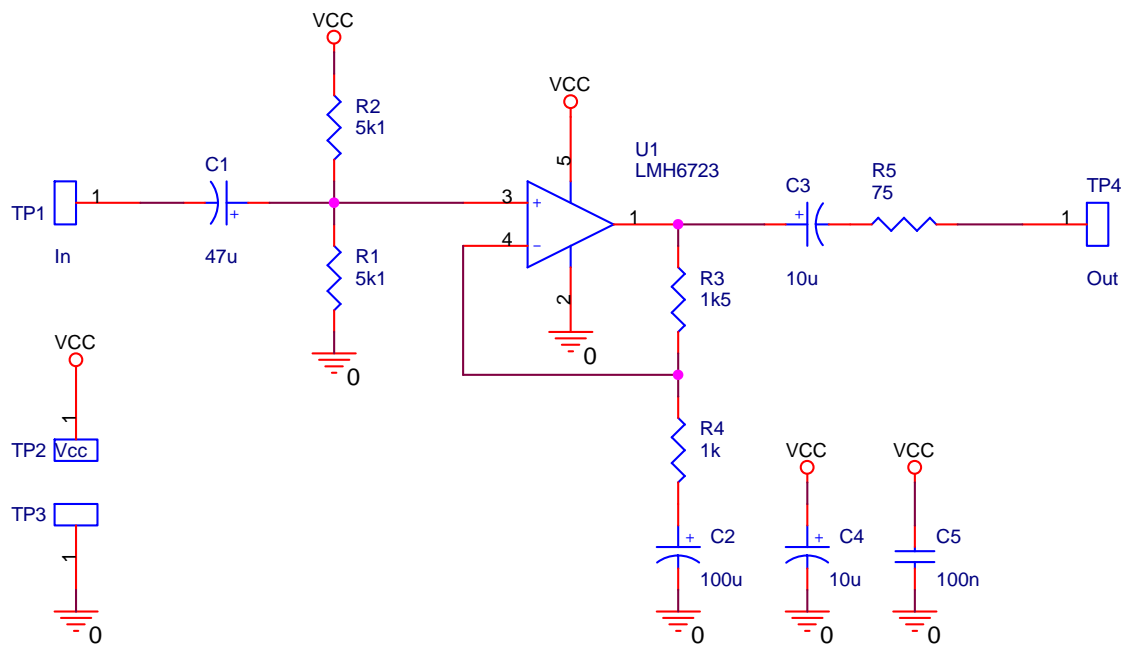 VCC
R2
5k1
VCC
5
U1
LMH6723
C1
1
TP1
In
+
47u
R1
5k1
0
3
+
4
−
1
2
0
C3
+
10u
R5
75
1
TP4
Out
R3
1k5
VCC
1
TP2
Vcc
TP3
1
0
R4
1k
+
C2
100u
0
VCC
+
C4
10u
0
VCC
C5
100n
0